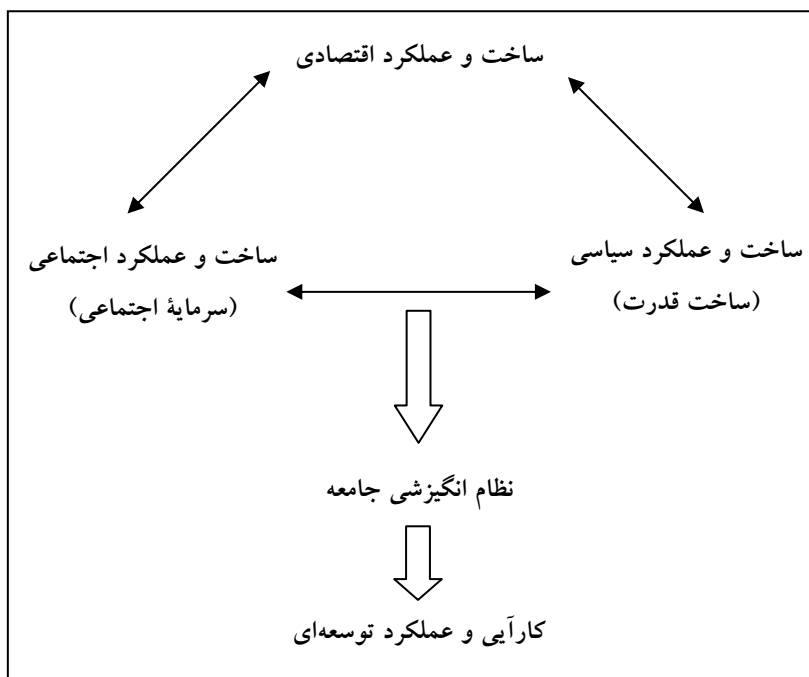 ساخت و عملکرد اقتصادی
ساخت و عملکرد سیاسی
(ساخت قدرت)
ساخت و عملکرد اجتماعی
(سرمایۀ اجتماعی)
نظام انگیزشی جامعه
کارآیی و عملکرد توسعه‌ای